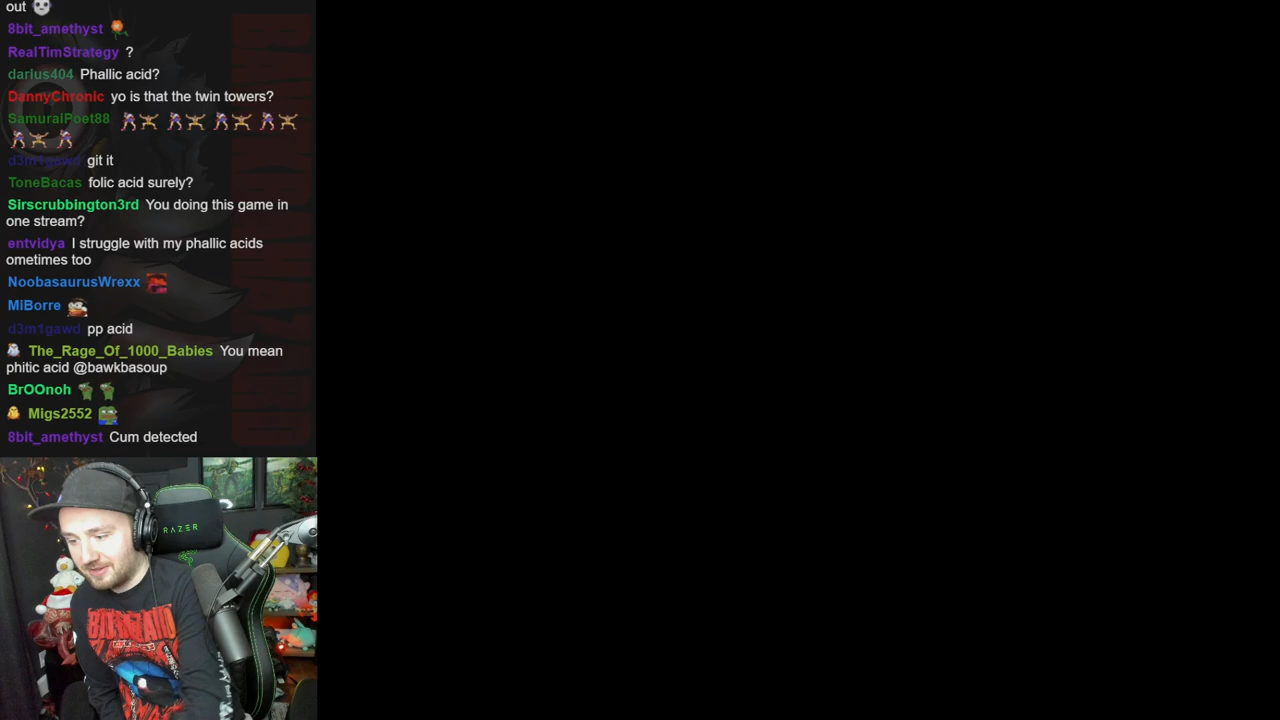 out
8bit_amethyst
RealTimStrategy ?
darius404 Phallic acid?
DannyChronic yo is that the twin towers?
SamuraiPoet88
d3m1gawd git it
ToneBacas folic acid surely?
Sirscrubbington3rd You doing this game in
one stream?
entvidya I struggle with my phallic acids
ometimes too
NoobasaurusWrexx
MiBorre
d3m1gawd pp acid
The_Rage_Of_1000_Babies You mean
phitic acid @bawkbasoup
BrOOnoh
Migs2552
8bit_amethyst Cum detected
RAZER